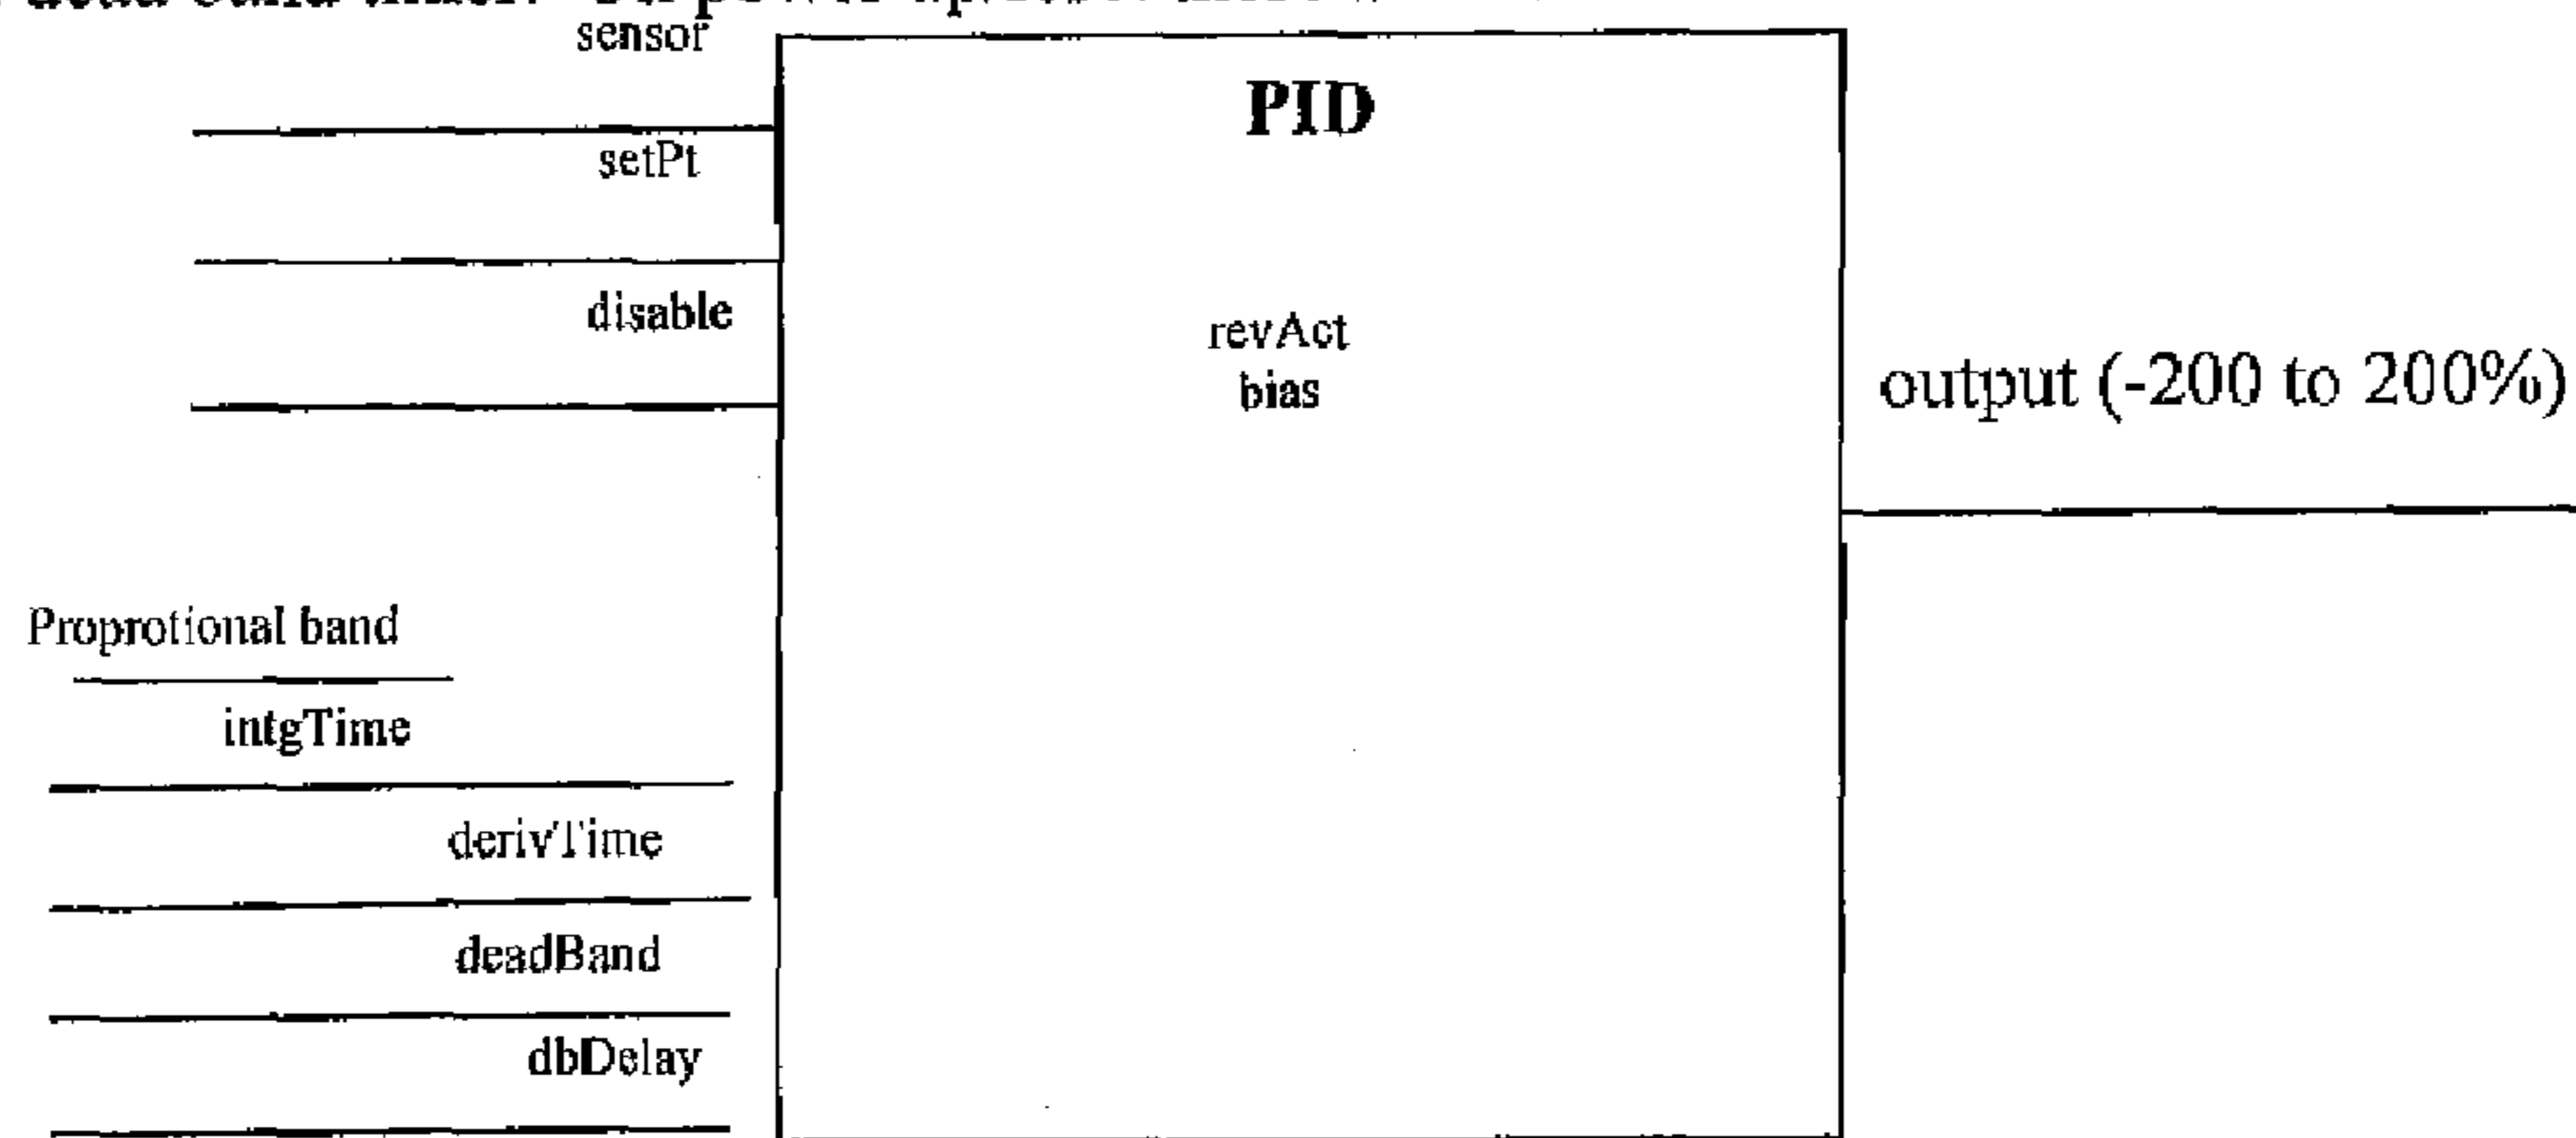 sensor
PID
setPt
disable
revAct
bias
output (-200 to 200%)
Proprotional band
intgTime
derivTime
deadBand
dbDelay